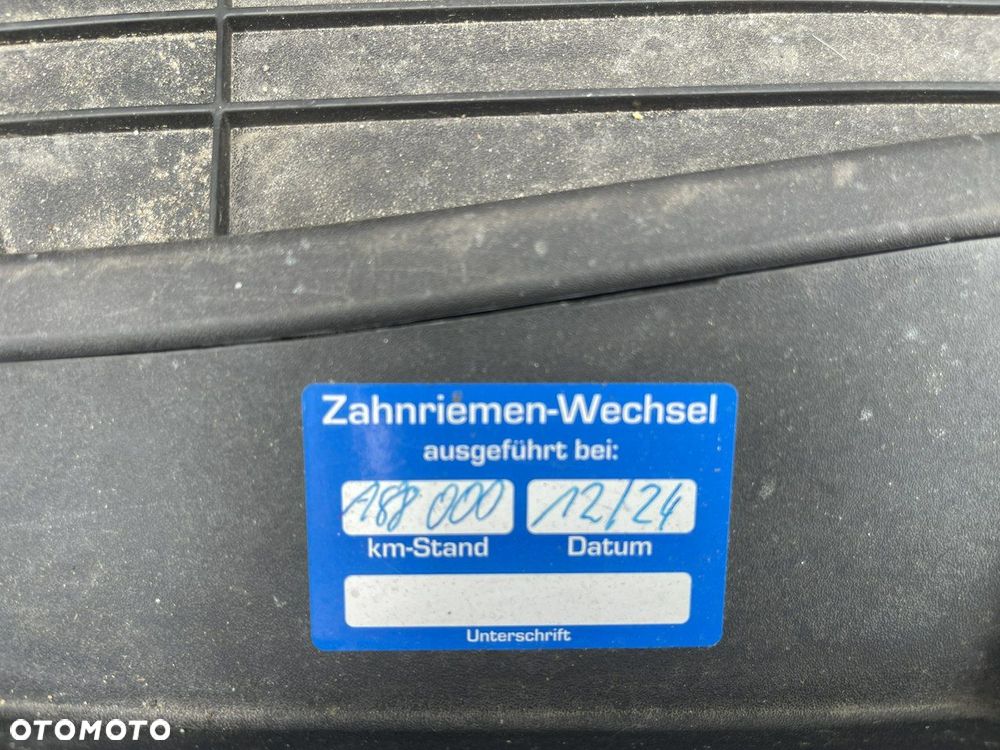 Zahnriemen-Wechsel
ausgeführt bei:
188 000 12/24
km-Stand Datum
Unterschrift
OTOMOTO